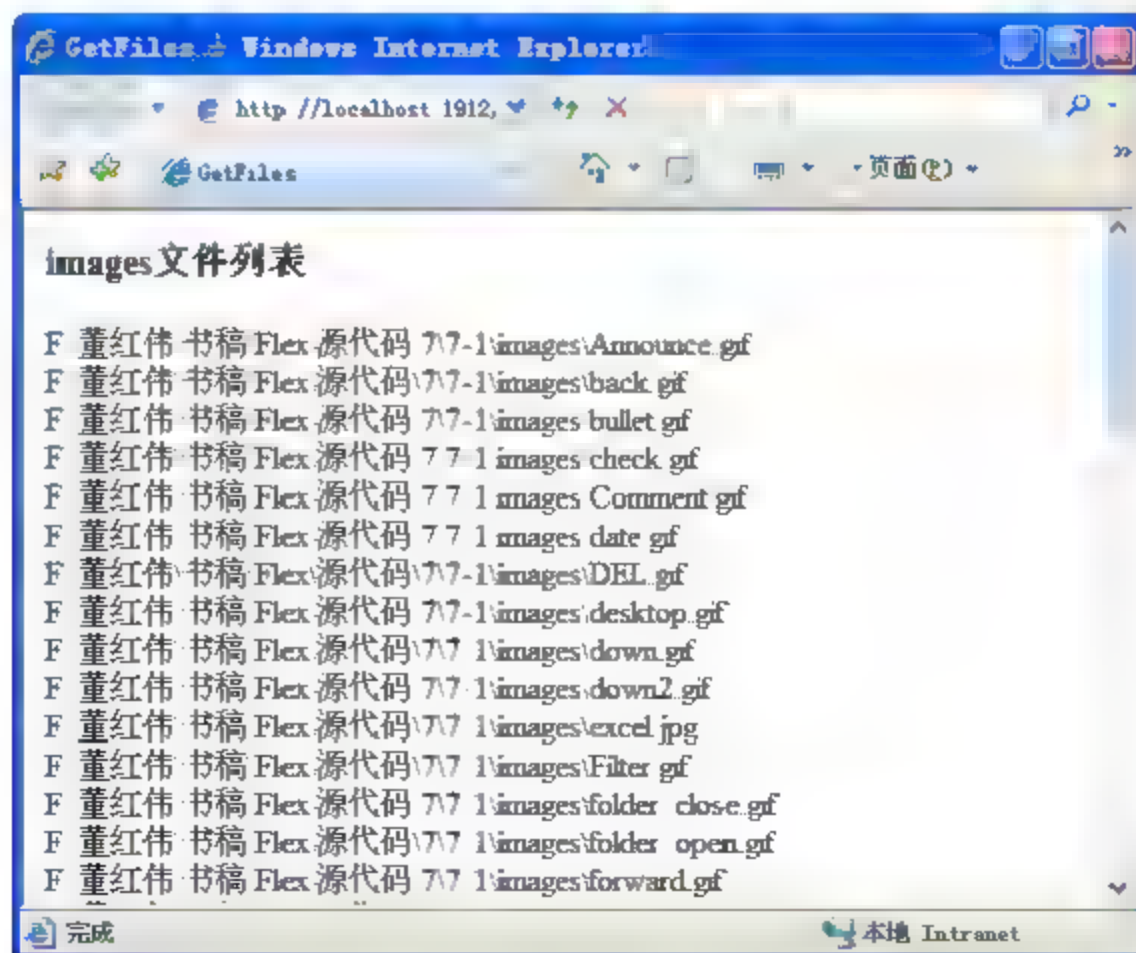 GetFiles - Windows Internet Explorer
http //localhost 1912,
GetFiles
页面(P)
images文件列表
F 董红伟 书稿 Flex 源代码 7\7-1\images\Announce.gif
F 董红伟 书稿 Flex 源代码\7\7-1\images\back gif
F 董红伟 书稿 Flex 源代码 7\7-1\images bullet gif
F 董红伟 书稿 Flex 源代码 7 7-1 images check gif
F 董红伟 书稿 Flex 源代码 7 7 1 images Comment gif
F 董红伟 书稿 Flex 源代码 7 7 1 images date gif
F 董红伟\书稿 Flex\源代码\7\7-1\images\DEL.gif
F 董红伟 书稿 Flex 源代码 7\7-1\images\desktop.gif
F 董红伟 书稿 Flex 源代码\7\7 1\images\down.gif
F 董红伟 书稿 Flex 源代码 7\7 1\images\down2.gif
F 董红伟 书稿 Flex 源代码\7\7 1\images\excel jpg
F 董红伟 书稿 Flex 源代码\7\7 1\images\Filter gif
F 董红伟 书稿 Flex 源代码 7\7 1\images\folder close.gif
F 董红伟 书稿 Flex 源代码\7\7 1\images\folder open.gif
F 董红伟 书稿 Flex 源代码 7\7 1\images\forward.gif
完成
本地 Intranet